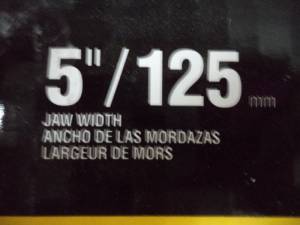 5"/125 mm
JAW WIDTH
ANCHO DE LAS MORDAZAS
LARGEUR DE MORS